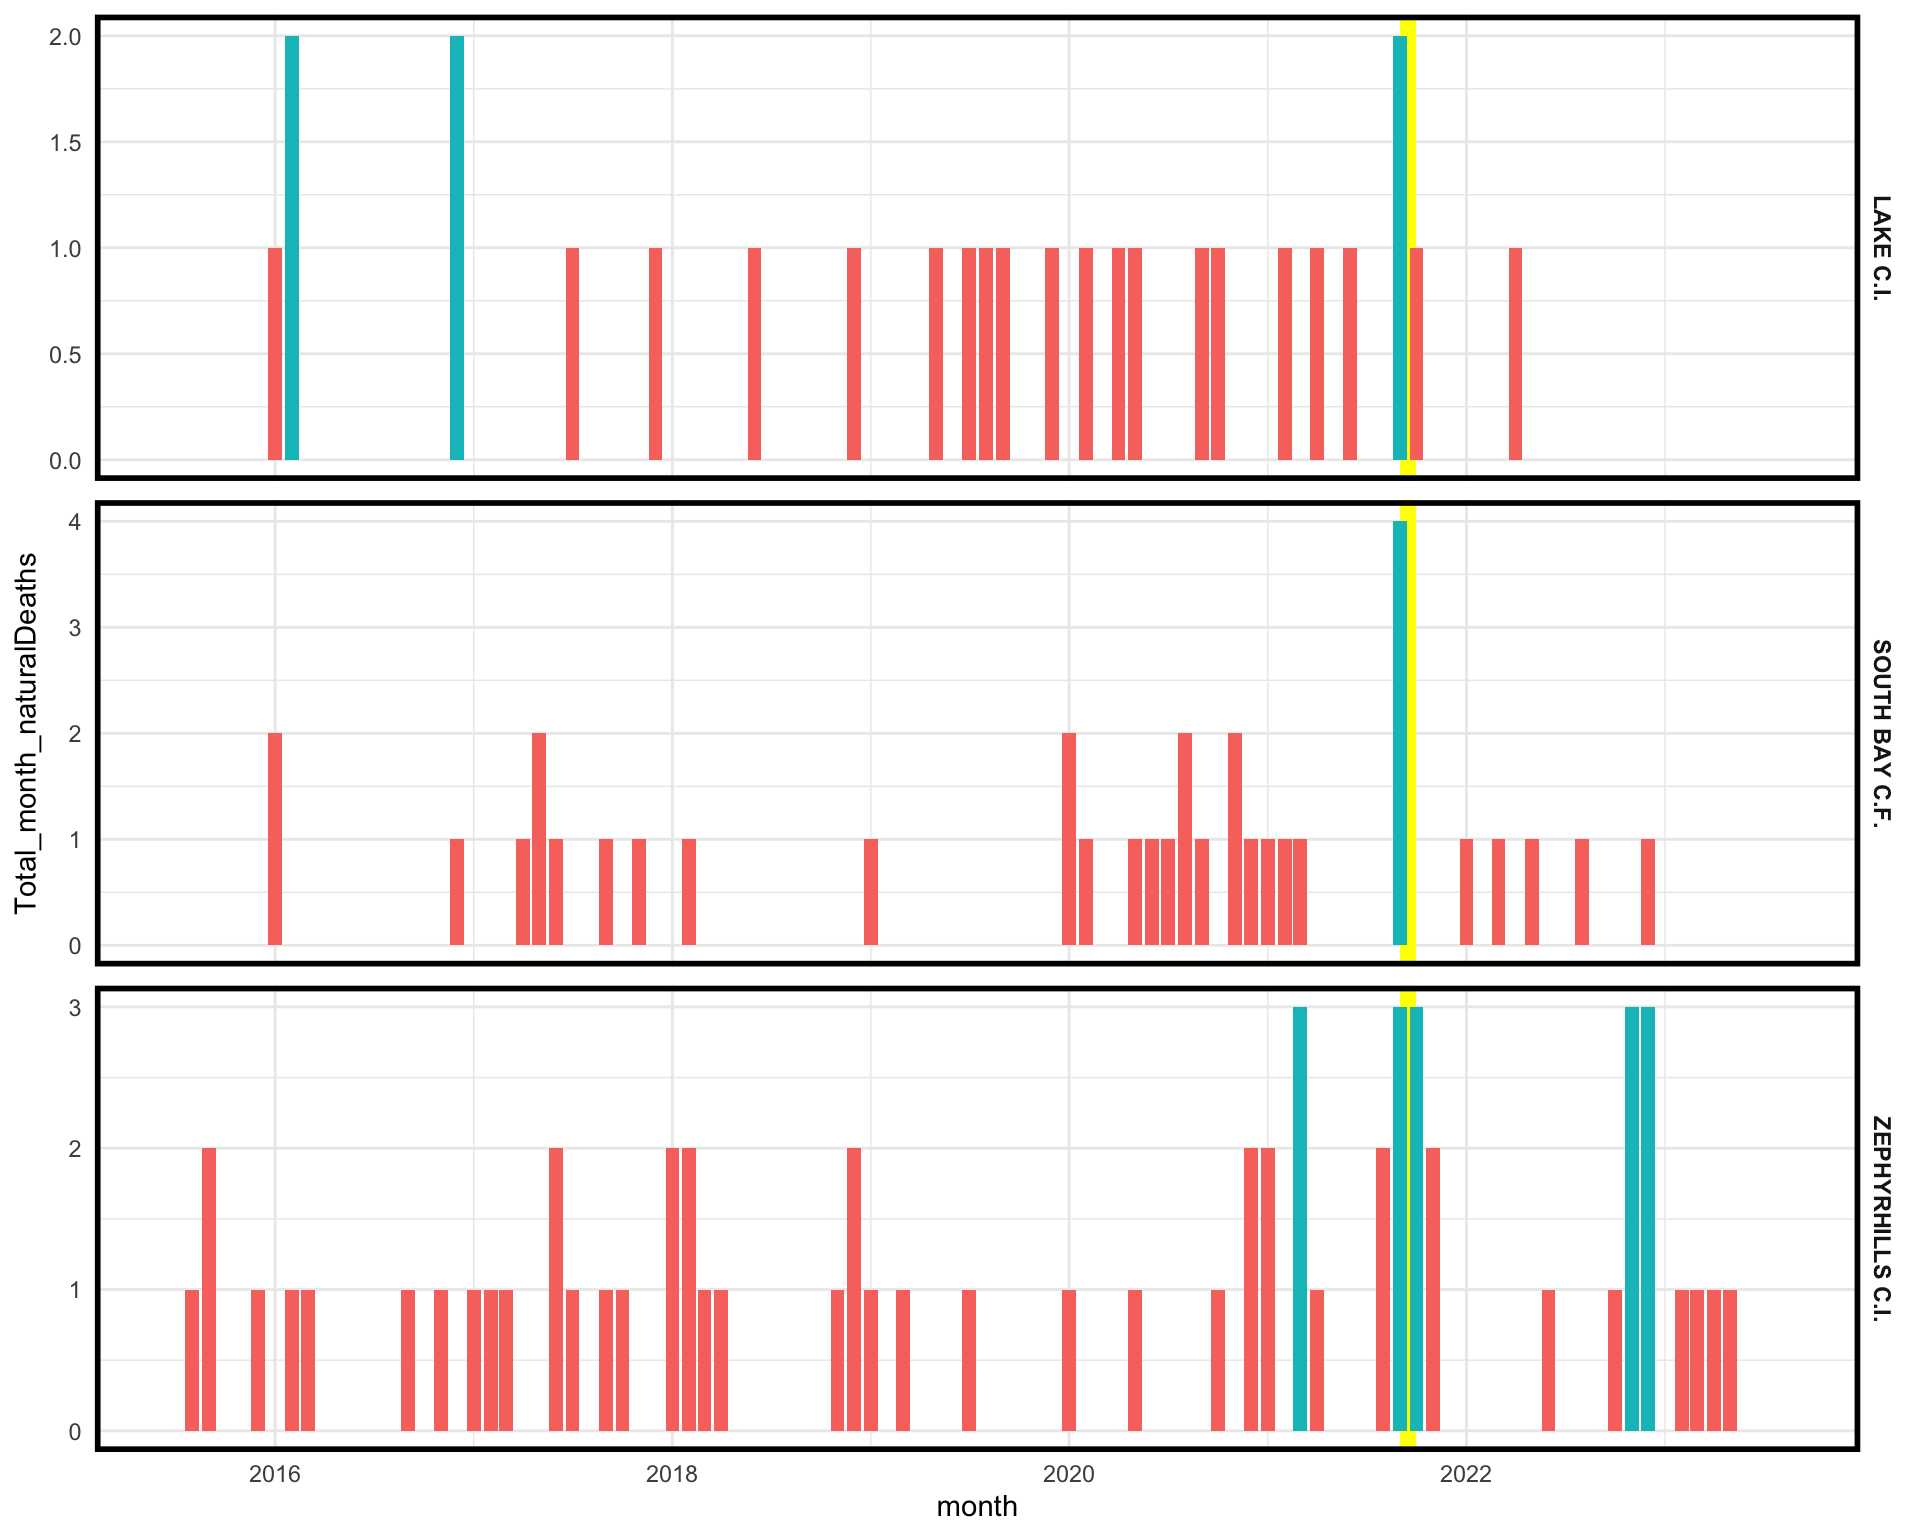 2.0
1.5
1.0
0.5
0.0
LAKE C.I.
4
3
2
1
0
SOUTH BAY C.F.
3
2
1
0
ZEPHYRHILLS C.I.
Total_month_naturalDeaths
2016 2018 2020 2022
month